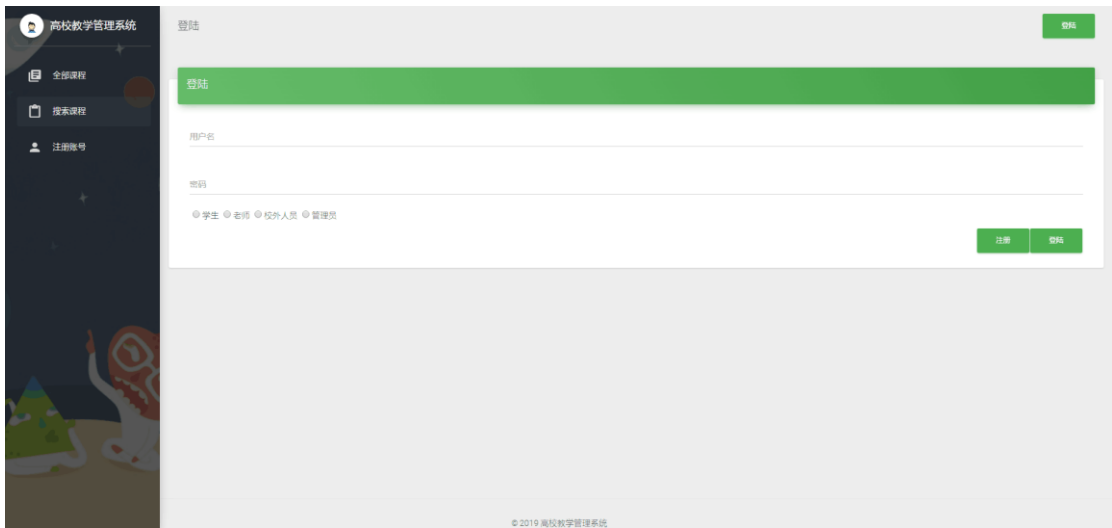 高校教学管理系统
全部课程
搜索课程
注册账号
登陆
登陆
登陆
用户名
密码
学生 老师 校外人员 管理员
注册 登陆
© 2019 高校教学管理系统